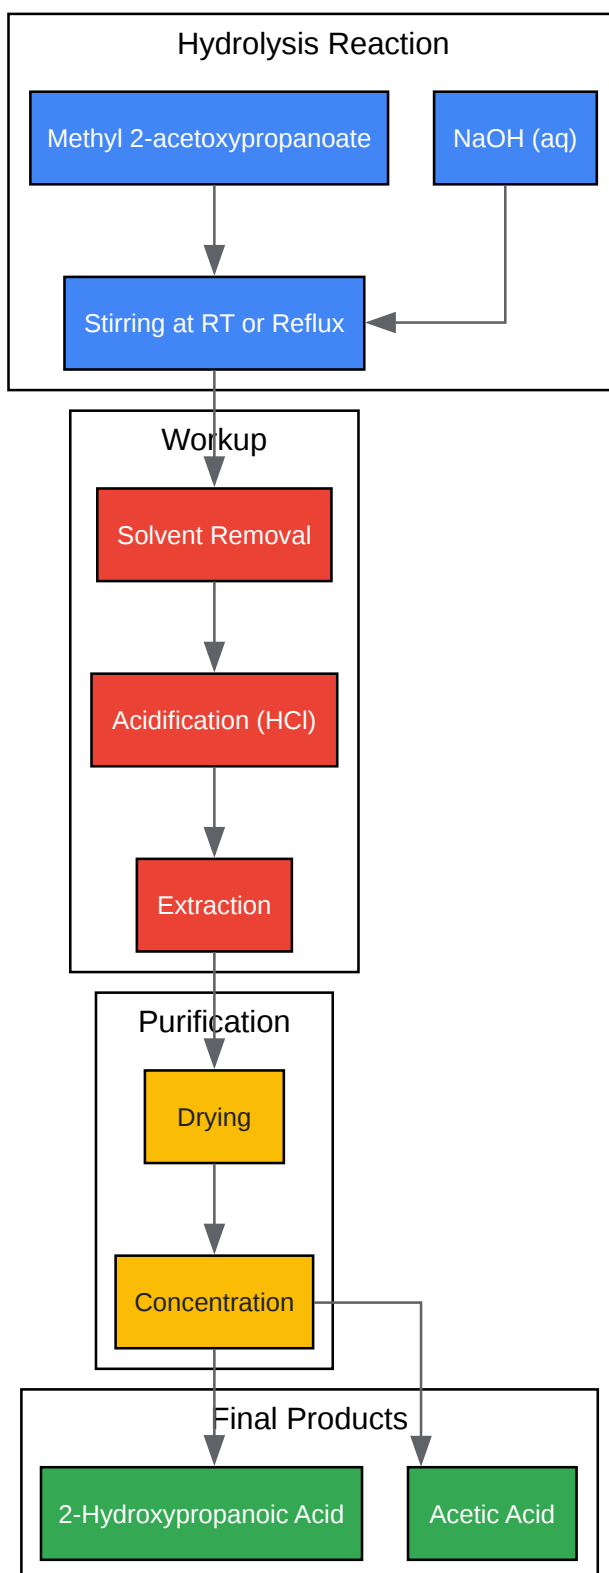 Hydrolysis Reaction
Methyl 2-acetoxypropanoate
NaOH (aq)
Stirring at RT or Reflux
Workup
Solvent Removal
Acidification (HCl)
Extraction
Purification
Drying
Concentration
Final Products
2-Hydroxypropanoic Acid
Acetic Acid